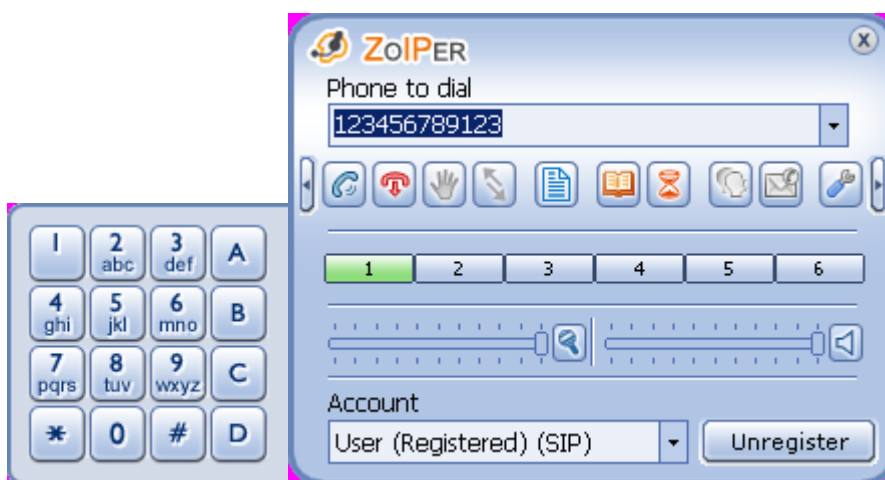 ZoIPER
Phone to dial
123456789123
1 2 3 4 5 6
Account
User (Registered) (SIP) Unregister
1 2 3 A
abc def
4 5 6 B
ghi jkl mno
7 8 9 C
pqrs tuv wxyz
* 0 # D